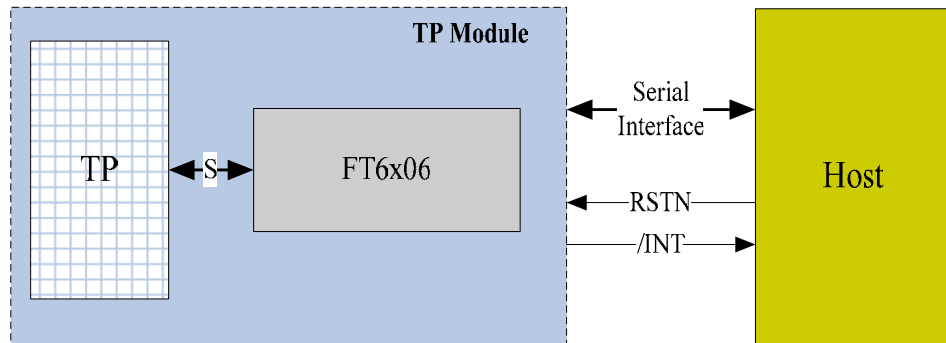 TP Module
TP
S
FT6x06
Serial
Interface
RSTN
/INT
Host